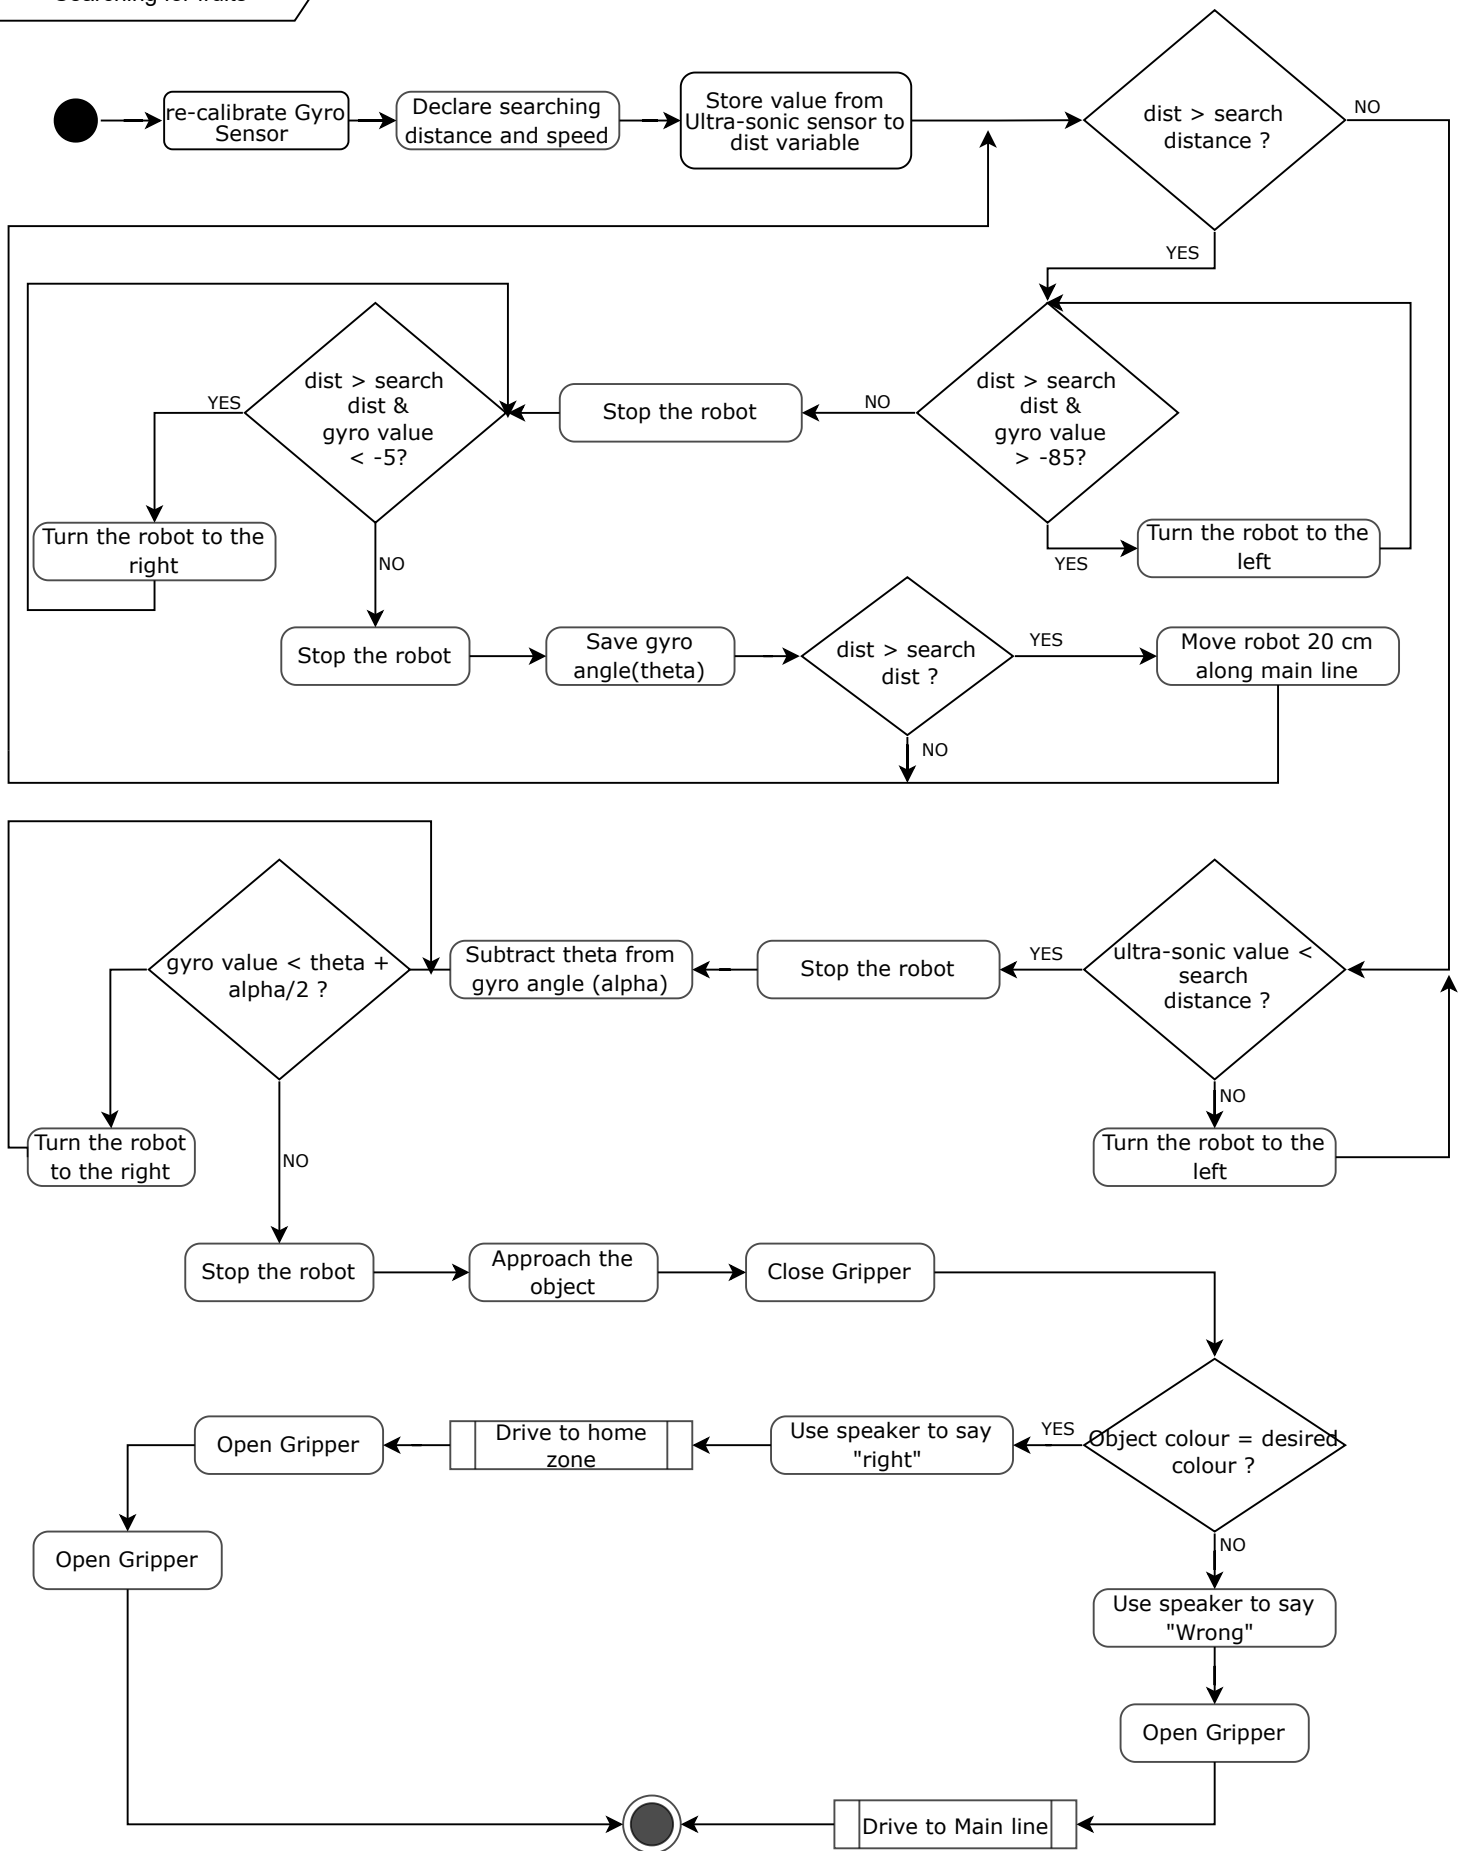 Searching for fruits
re-calibrate Gyro
Sensor
Declare searching
distance and speed
Store value from
Ultra-sonic sensor to
dist variable
dist > search
distance ?
NO
YES
dist > search
dist &
gyro value
< -5?
YES
Stop the robot
NO
dist > search
dist &
gyro value
> -85?
Turn the robot to the
right
NO
YES
Turn the robot to the
left
Stop the robot
Save gyro
angle(theta)
dist > search
dist ?
YES
Move robot 20 cm
along main line
NO
gyro value < theta +
alpha/2 ?
Subtract theta from
gyro angle (alpha)
Stop the robot
YES
ultra-sonic value <
search
distance ?
NO
Turn the robot
to the right
NO
Turn the robot to the
left
Stop the robot
Approach the
object
Close Gripper
Open Gripper
Drive to home
zone
Use speaker to say
"right"
YES
Object colour = desired
colour ?
NO
Open Gripper
Use speaker to say
"Wrong"
Open Gripper
Drive to Main line